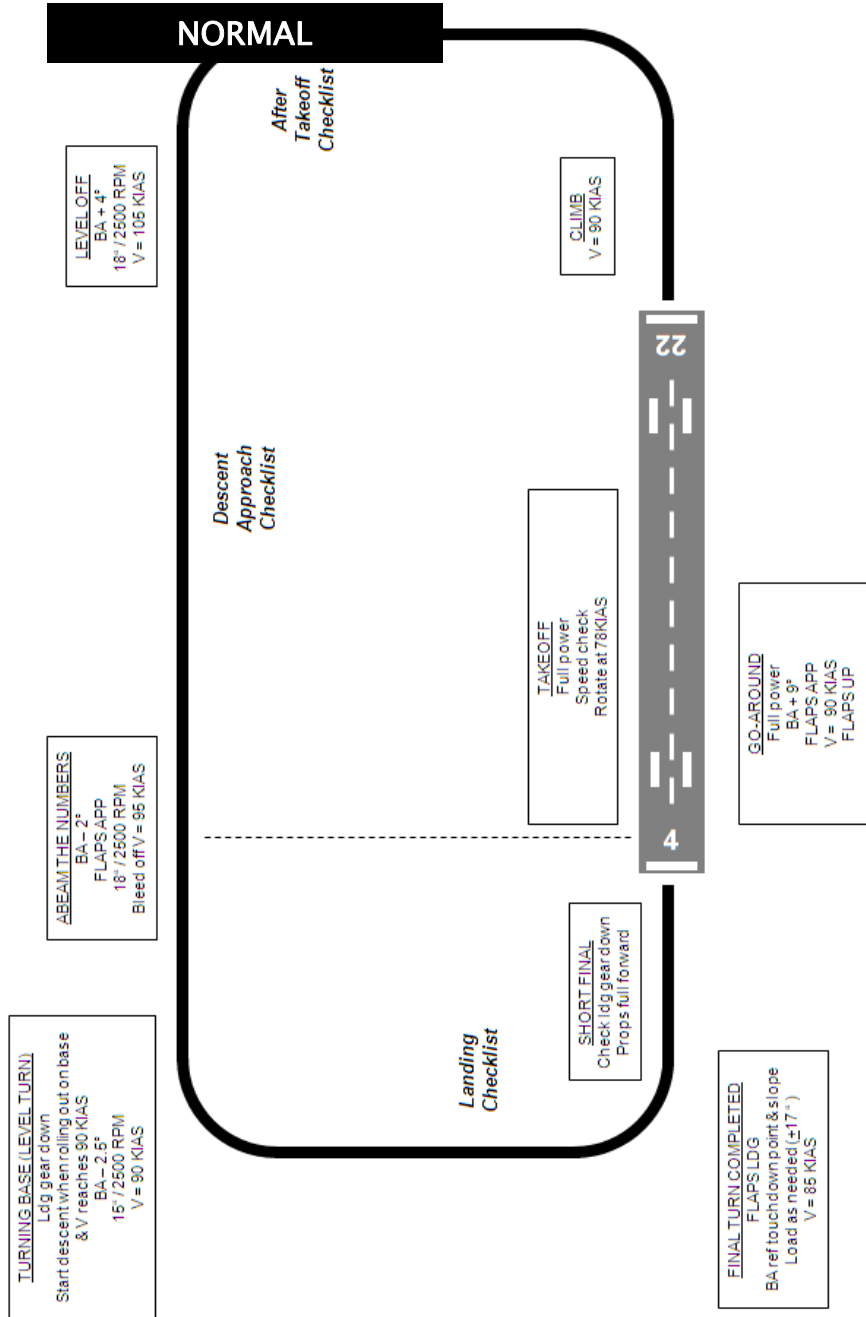 NORMAL
After
Takeoff
Checklist
LEVEL OFF
BA + 4°
18" / 2500 RPM
V = 105 KIAS
CLIMB
V = 90 KIAS
22
Descent
Approach
Checklist
TAKEOFF
Full power
Speed check
Rotate at 78KIAS
GO-AROUND
Full power
BA + 9°
FLAPS APP
V = 90 KIAS
FLAPS UP
ABEAM THE NUMBERS
BA – 2°
FLAPS APP
18" / 2500 RPM
Bleed off V = 95 KIAS
4
SHORT FINAL
Check ldg gear down
Props full forward
TURNING BASE (LEVEL TURN)
Ldg gear down
Start descent when rolling out on base
& V reaches 90 KIAS
BA – 2.5°
15" / 2500 RPM
V = 90 KIAS
Landing
Checklist
FINAL TURN COMPLETED
FLAPS LDG
BA ref touchdown point & slope
Load as needed (±17")
V = 85 KIAS